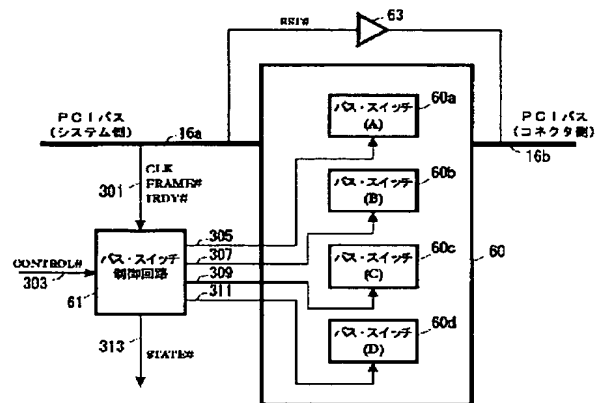 RST#
63
PCIバス
(システム側)
16a
バス・スイッチ
(A)
60a
PCIバス
(コネクタ側)
16b
301
CLK
FRAME#
IRDY#
バス・スイッチ
(B)
60b
305
307
309
311
CONTROL#
303
バス・スイッチ
制御回路
61
バス・スイッチ
(C)
60c
60
313
STATE#
バス・スイッチ
(D)
60d